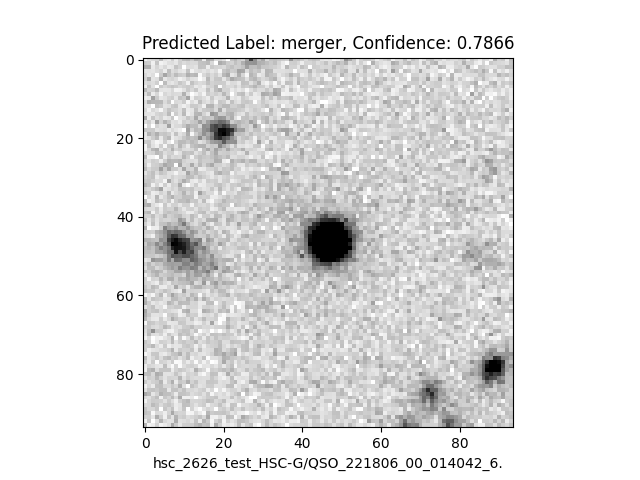 Predicted Label: merger, Confidence: 0.7866
0
20
40
60
80
0 20 40 60 80
hsc_2626_test_HSC-G/QSO_221806_00_014042_6.